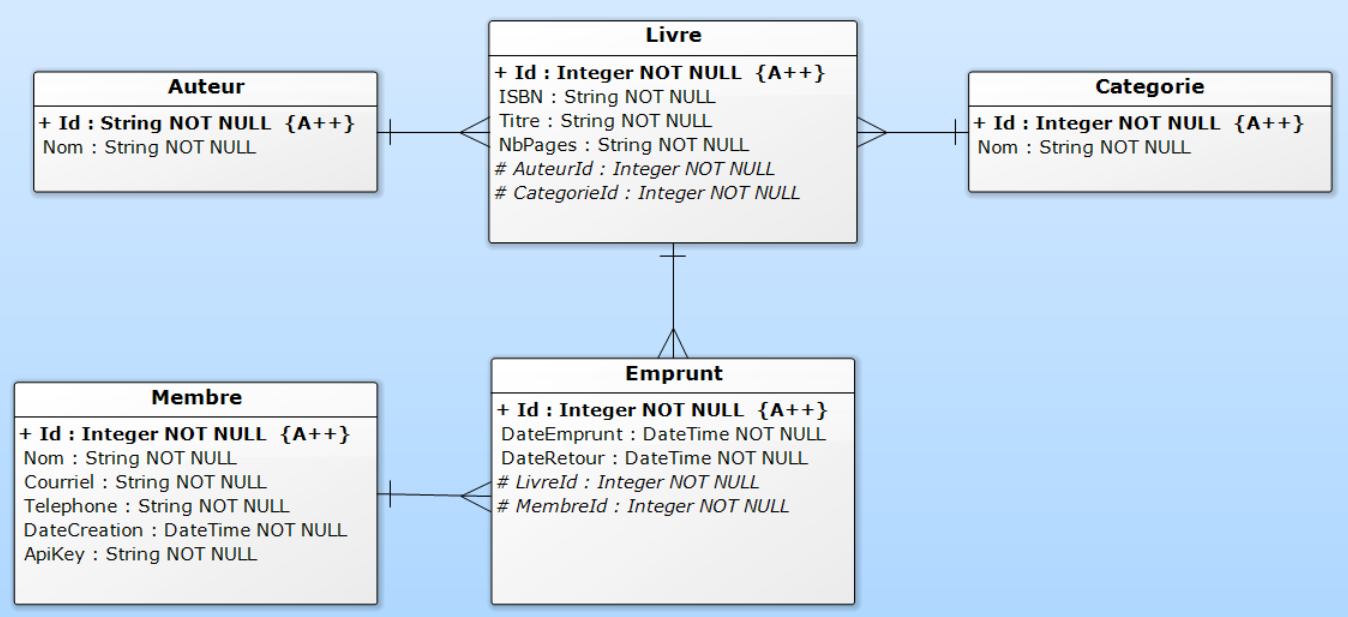 Auteur
+ Id : String NOT NULL {A++}
Nom : String NOT NULL
Livre
+ Id : Integer NOT NULL {A++}
ISBN : String NOT NULL
Titre : String NOT NULL
NbPages : String NOT NULL
# AuteurId : Integer NOT NULL
# CategorieId : Integer NOT NULL
Categorie
+ Id : Integer NOT NULL {A++}
Nom : String NOT NULL
Membre
+ Id : Integer NOT NULL {A++}
Nom : String NOT NULL
Courriel : String NOT NULL
Telephone : String NOT NULL
DateCreation : DateTime NOT NULL
ApiKey : String NOT NULL
Emprunt
+ Id : Integer NOT NULL {A++}
DateEmprunt : DateTime NOT NULL
DateRetour : DateTime NOT NULL
# LivreId : Integer NOT NULL
# MembreId : Integer NOT NULL